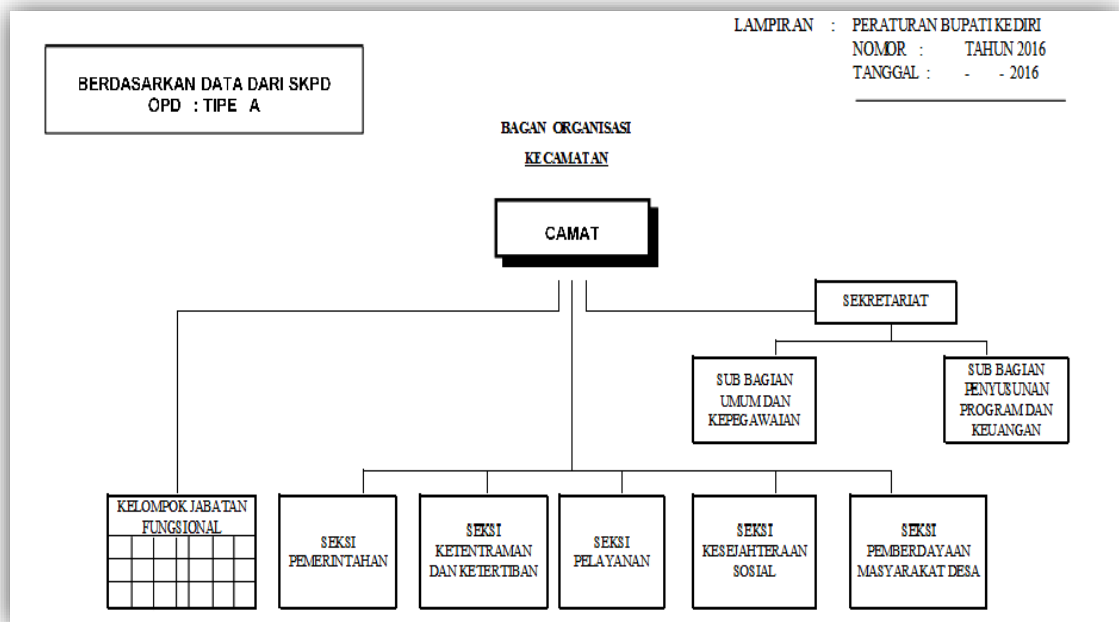 LAMPIRAN : PERATURAN BUPATI KEDIRI
NOMOR : TAHUN 2016
TANGGAL : - - 2016
BERDASARKAN DATA DARI SKPD
OPD : TIPE A
BAGAN ORGANISASI
KECAMATAN
CAMAT
SEKRETARIAT
SUB BAGIAN
UMUM DAN
KEPEGAWAIAN
SUB BAGIAN
PENYUSUNAN
PROGRAM DAN
KEUANGAN
KELOMPOK JABATAN
FUNGSIONAL
SEKSI
PEMERINTAHAN
SEKSI
KETENTRAMAN
DAN KETERTIBAN
SEKSI
PELAYANAN
SEKSI
KESEJAHTERAAN
SOSIAL
SEKSI
PEMBERDAYAAN
MASYARAKAT DESA